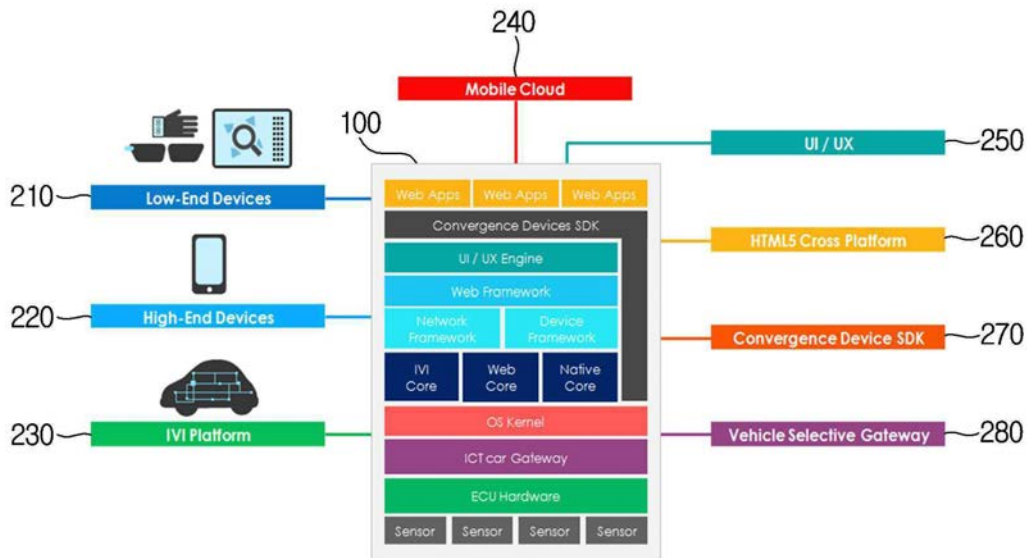 240
Mobile Cloud
100
UI / UX
250
210
Low-End Devices
Web Apps
Web Apps
Web Apps
Convergence Devices SDK
HTML5 Cross Platform
260
UI / UX Engine
Web Framework
220
High-End Devices
Network
Framework
Device
Framework
Convergence Device SDK
270
IVI
Core
Web
Core
Native
Core
230
IVI Platform
OS Kernel
Vehicle Selective Gateway
280
ICT car Gateway
ECU Hardware
Sensor
Sensor
Sensor
Sensor